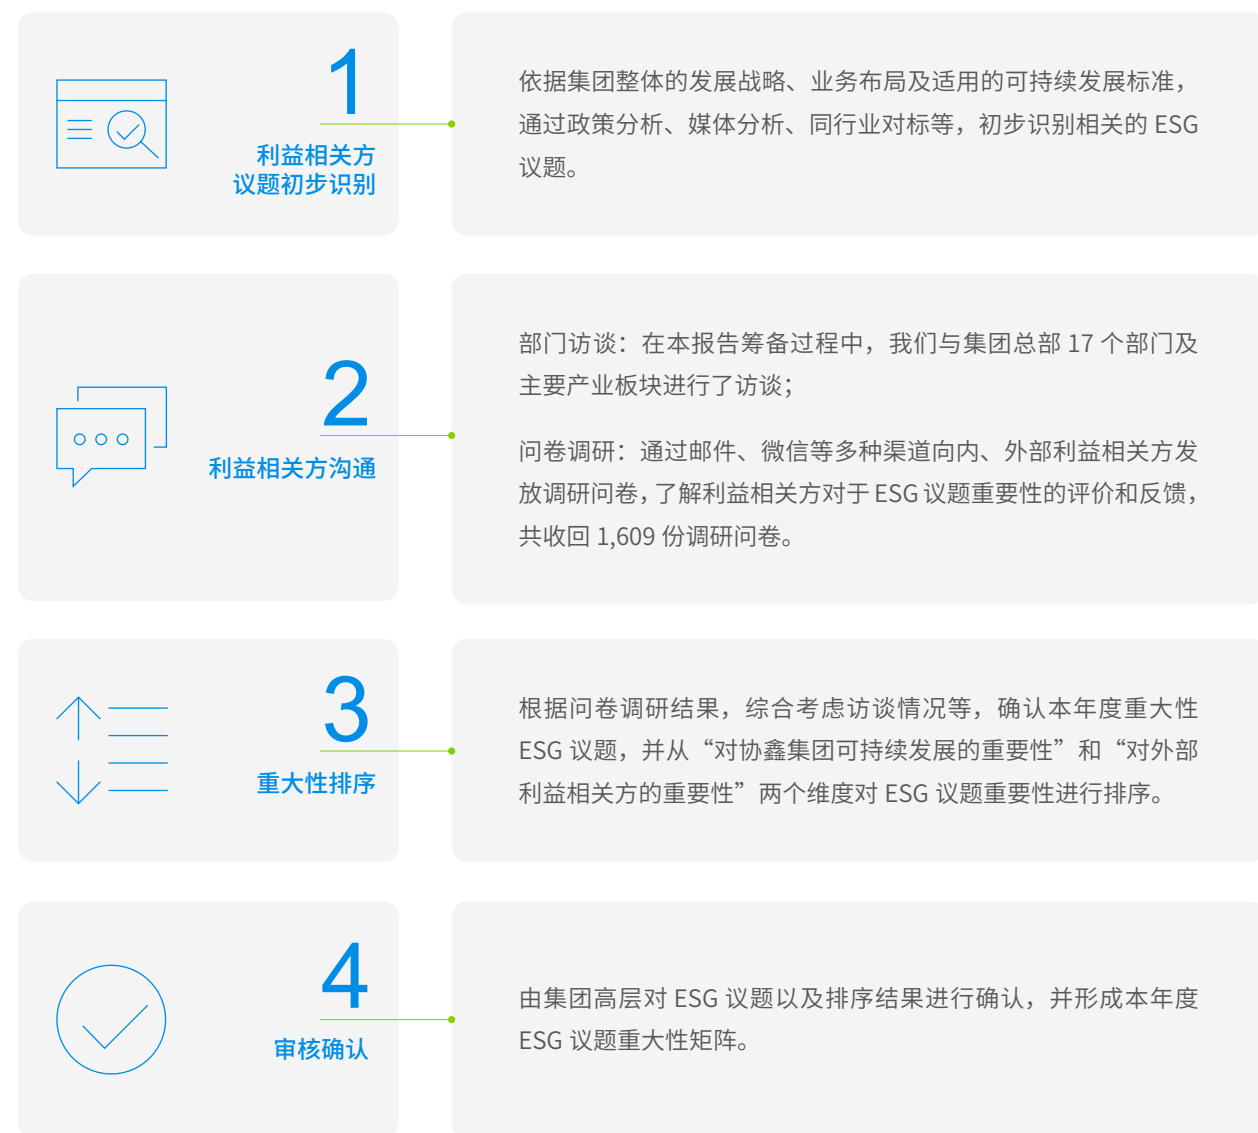 1
利益相关方
议题初步识别
依据集团整体的发展战略、业务布局及适用的可持续发展标准，
通过政策分析、媒体分析、同行业对标等，初步识别相关的 ESG
议题。
2
利益相关方沟通
部门访谈：在本报告筹备过程中，我们与集团总部 17 个部门及
主要产业板块进行了访谈；
问卷调研：通过邮件、微信等多种渠道向内、外部利益相关方发
放调研问卷，了解利益相关方对于 ESG 议题重要性的评价和反馈，
共收回 1,609 份调研问卷。
3
重大性排序
根据问卷调研结果，综合考虑访谈情况等，确认本年度重大性
ESG 议题，并从“对协鑫集团可持续发展的重要性”和“对外部
利益相关方的重要性”两个维度对 ESG 议题重要性进行排序。
4
审核确认
由集团高层对 ESG 议题以及排序结果进行确认，并形成本年度
ESG 议题重大性矩阵。